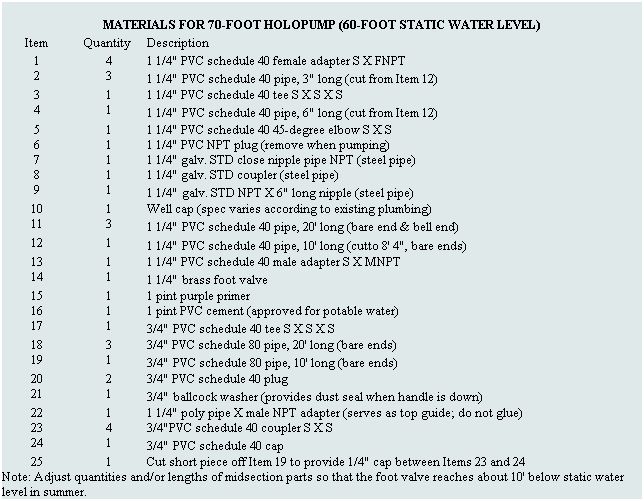 MATERIALS FOR 70-FOOT HOLOPUMP (60-FOOT STATIC WATER LEVEL)
Item Quantity Description
1 4 1 1/4" PVC schedule 40 female adapter S X FNPT
2 3 1 1/4" PVC schedule 40 pipe, 3" long (cut from Item 12)
3 1 1 1/4" PVC schedule 40 tee S X S X S
4 1 1 1/4" PVC schedule 40 pipe, 6" long (cut from Item 12)
5 1 1 1/4" PVC schedule 40 45-degree elbow S X S
6 1 1 1/4" PVC NPT plug (remove when pumping)
7 1 1 1/4" galv. STD close nipple pipe NPT (steel pipe)
8 1 1 1/4" galv. STD coupler (steel pipe)
9 1 1 1/4" galv. STD NPT X 6" long nipple (steel pipe)
10 1 Well cap (spec varies according to existing plumbing)
11 3 1 1/4" PVC schedule 40 pipe, 20' long (bare end & bell end)
12 1 1 1/4" PVC schedule 40 pipe, 10' long (cutto 8' 4", bare ends)
13 1 1 1/4" PVC schedule 40 male adapter S X MNPT
14 1 1 1/4" brass foot valve
15 1 1 pint purple primer
16 1 1 pint PVC cement (approved for potable water)
17 1 3/4" PVC schedule 40 tee S X S X S
18 3 3/4" PVC schedule 80 pipe, 20' long (bare ends)
19 1 3/4" PVC schedule 80 pipe, 10' long (bare ends)
20 2 3/4" PVC schedule 40 plug
21 1 3/4" ballcock washer (provides dust seal when handle is down)
22 1 1 1/4" poly pipe X male NPT adapter (serves as top guide; do not glue)
23 4 3/4"PVC schedule 40 coupler S X S
24 1 3/4" PVC schedule 40 cap
25 1 Cut short piece off Item 19 to provide 1/4" cap between Items 23 and 24
Note: Adjust quantities and/or lengths of midsection parts so that the foot valve reaches about 10' below static water
level in summer.